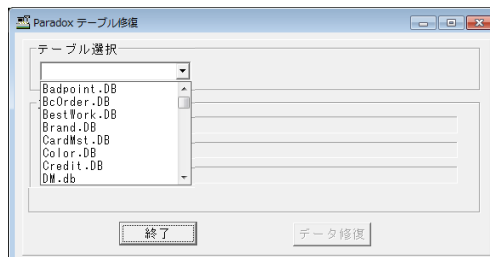 Paradox テーブル修復
テーブル選択
Badpoint.DB
BcOrder.DB
BestWork.DB
Brand.DB
CardMst.DB
Color.DB
Credit.DB
DM.db
終了
データ修復